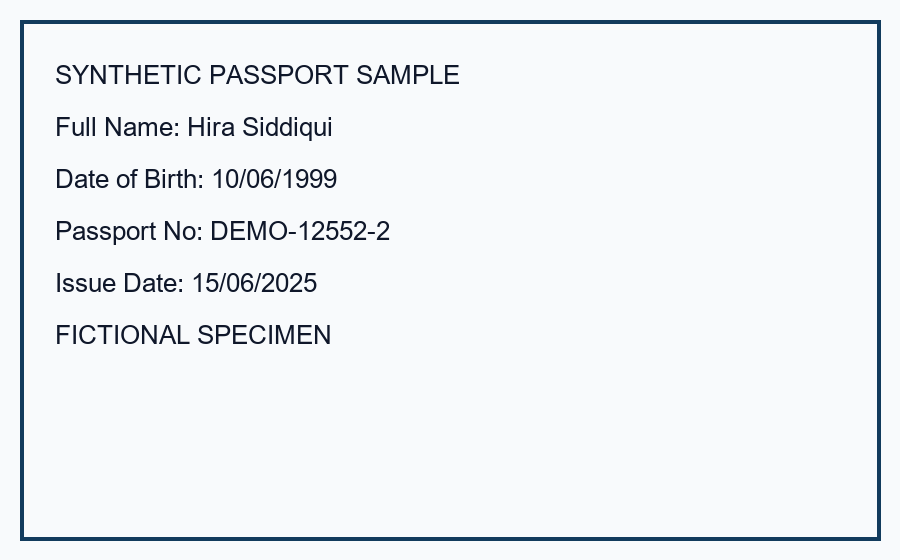 SYNTHETIC PASSPORT SAMPLE
Full Name: Hira Siddiqui
Date of Birth: 10/06/1999
Passport No: DEMO-12552-2
Issue Date: 15/06/2025
FICTIONAL SPECIMEN